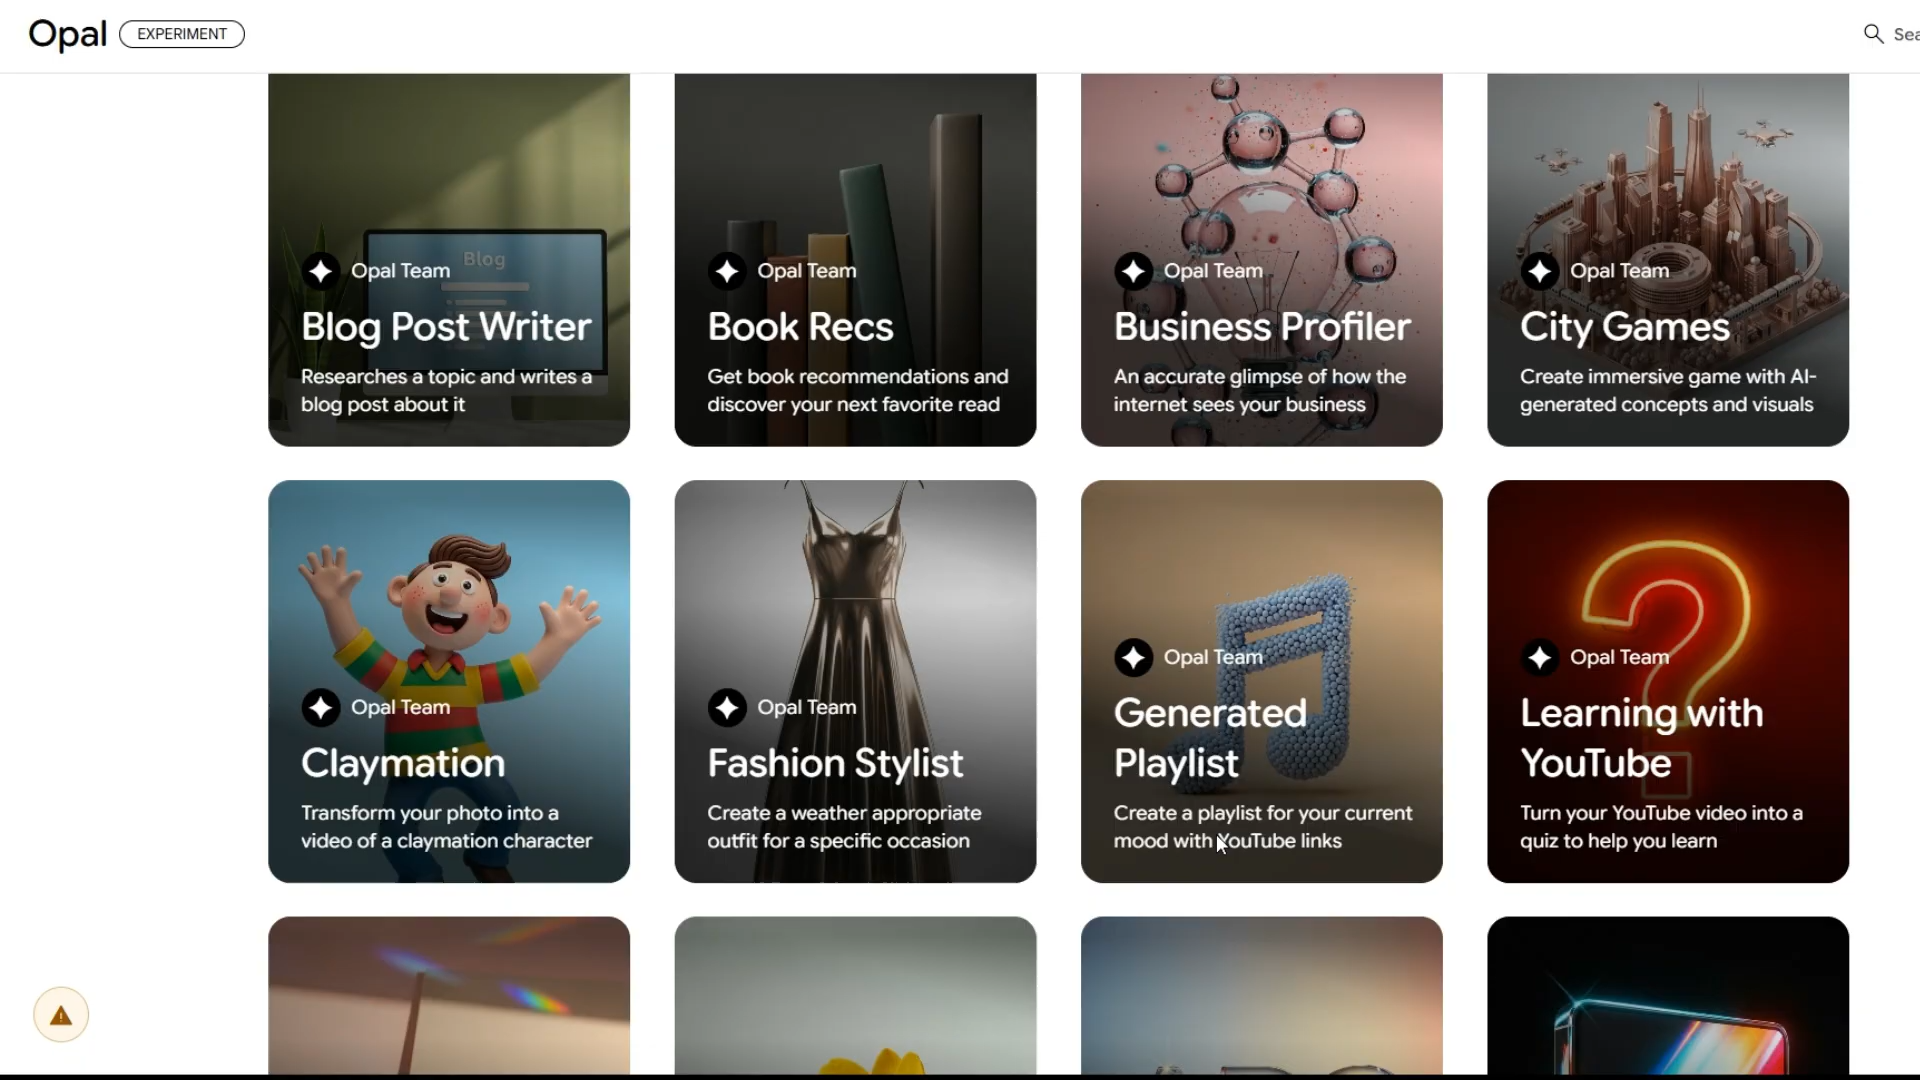 Opal EXPERIMENT
Sea
Blog
Opal Team
Blog Post Writer
Researches a topic and writes a
blog post about it
Opal Team
Book Recs
Get book recommendations and
discover your next favorite read
Opal Team
Business Profiler
An accurate glimpse of how the
internet sees your business
Opal Team
City Games
Create immersive game with AI-
generated concepts and visuals
Opal Team
Claymation
Transform your photo into a
video of a claymation character
Opal Team
Fashion Stylist
Create a weather appropriate
outfit for a specific occasion
Opal Team
Generated
Playlist
Create a playlist for your current
mood with YouTube links
Opal Team
Learning with
YouTube
Turn your YouTube video into a
quiz to help you learn